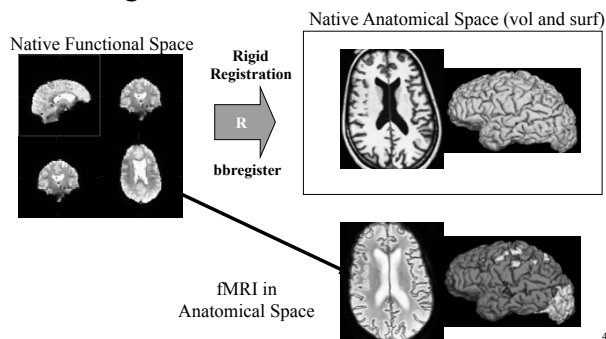 Native Functional Space
Native Anatomical Space (vol and surf)
Rigid
Registration
R
bbregister
fMRI in
Anatomical Space
4